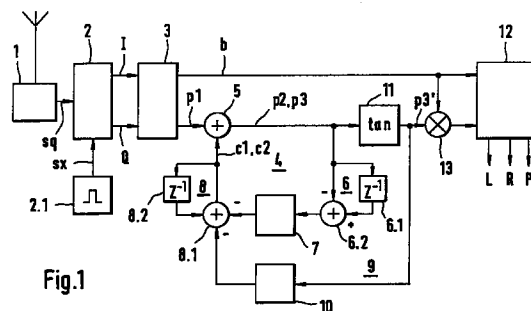 1
2
I
3
b
12
5
p1
p2,p3
11
tan
p3'
13
sq
Q
sx
2.1
c1,c2
4
8
8.2
Z-1
8.1
-
-
-
+
6
Z-1
6.1
6.2
7
9
10
L R P
Fig.1